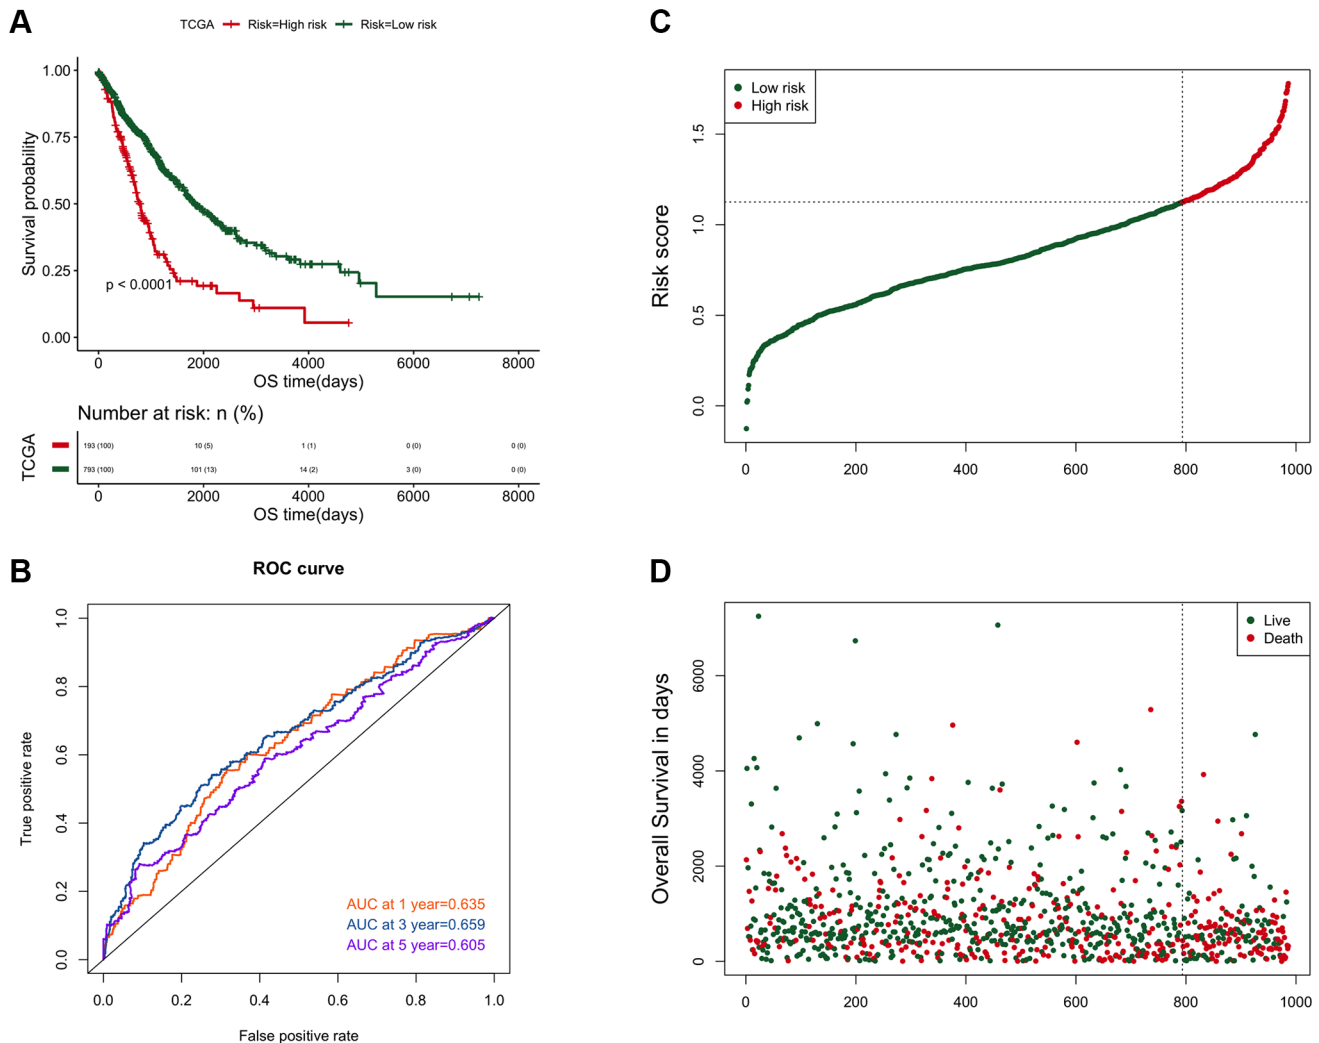 A
TCGA Risk=High risk Risk=Low risk
Survival probability
1.00
0.75
0.50
0.25
0.00
p < 0.0001
0 2000 4000 6000 8000
OS time(days)
Number at risk: n (%)
TCGA
193 (100) 10 (5) 1 (1) 0 (0) 0 (0)
793 (100) 101 (13) 14 (2) 3 (0) 0 (0)
0 2000 4000 6000 8000
OS time(days)
B
ROC curve
True positive rate
1.0
0.8
0.6
0.4
0.2
0.0
AUC at 1 year=0.635
AUC at 3 year=0.659
AUC at 5 year=0.605
0.0 0.2 0.4 0.6 0.8 1.0
False positive rate
C
Low risk
High risk
Risk score
1.5
1.0
0.5
0.0
0 200 400 600 800 1000
D
Live
Death
Overall Survival in days
6000
4000
2000
0
0 200 400 600 800 1000